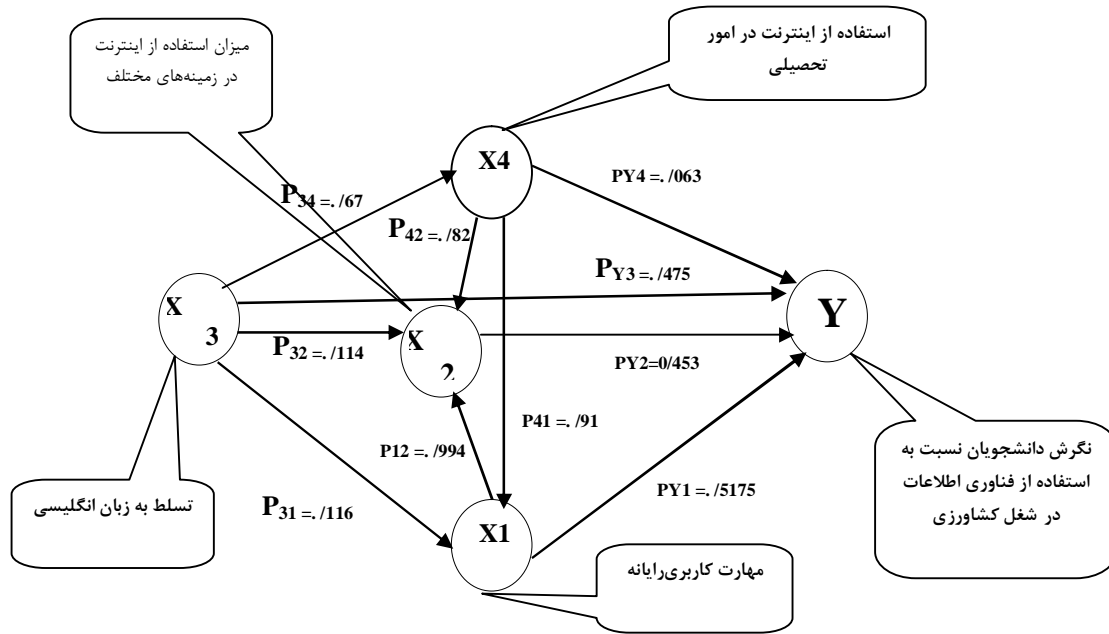 میزان استفاده از اینترنت
در زمینه‌های مختلف
استفاده از اینترنت در امور
تحصیلی
X4
PY4 =. /063
P34 =. /67
P42 =. /82
PY3 =. /475
X
3
Y
X
2
P32 =. /114
PY2=0/453
P41 =. /91
P12 =. /994
نگرش دانشجویان نسبت به
استفاده از فناوری اطلاعات
در شغل کشاورزی
تسلط به زبان انگلیسی
P31 =. /116
PY1 =. /5175
X1
مهارت کاربری‌رایانه